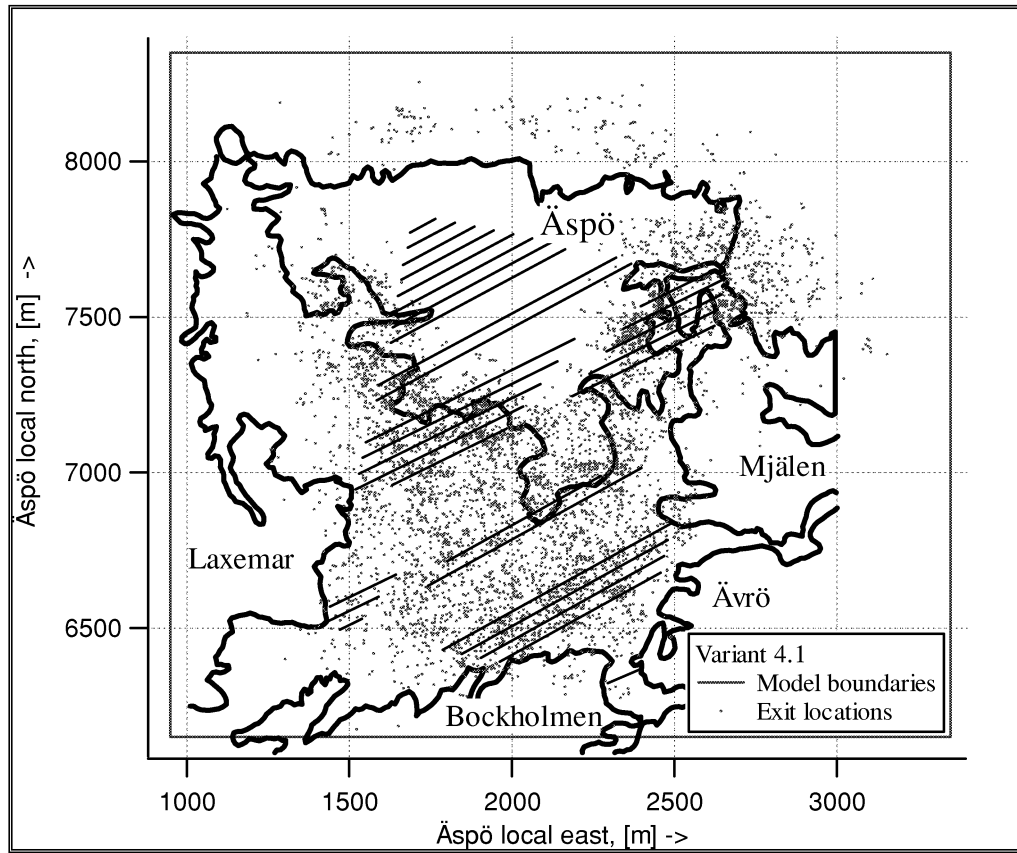 8000
7500
7000
6500
Äspö local north, [m] ->
Äspö
Mjälen
Laxemar
Ävrö
Bockholmen
Variant 4.1
Model boundaries
Exit locations
1000 1500 2000 2500 3000
Äspö local east, [m] ->